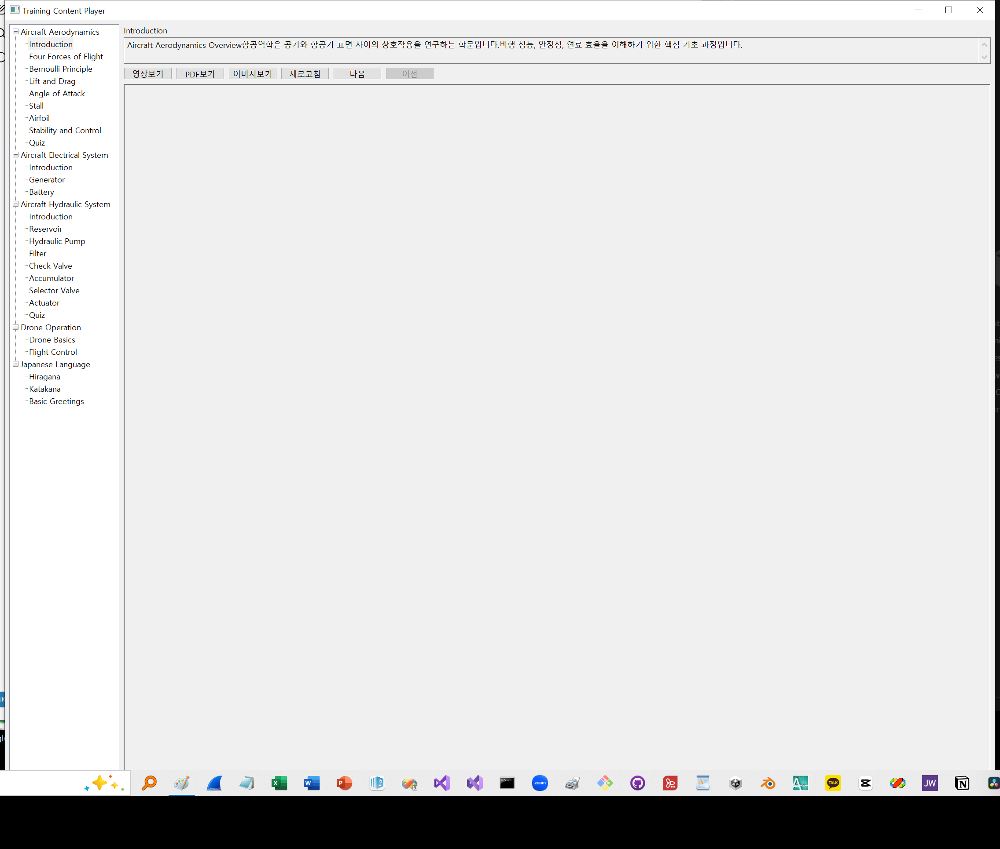 Training Content Player
Aircraft Aerodynamics
Introduction
Four Forces of Flight
Bernoulli Principle
Lift and Drag
Angle of Attack
Stall
Airfoil
Stability and Control
Quiz
Aircraft Electrical System
Introduction
Generator
Battery
Aircraft Hydraulic System
Introduction
Reservoir
Hydraulic Pump
Filter
Check Valve
Accumulator
Selector Valve
Actuator
Quiz
Drone Operation
Drone Basics
Flight Control
Japanese Language
Hiragana
Katakana
Basic Greetings
Introduction
Aircraft Aerodynamics Overview항공역학은 공기와 항공기 표면 사이의 상호작용을 연구하는 학문입니다.비행 성능, 안정성, 연료 효율을 이해하기 위한 핵심 기초 과정입니다.
영상보기 PDF보기 이미지보기 새로고침 다음 이전
zoom
TALK
JW